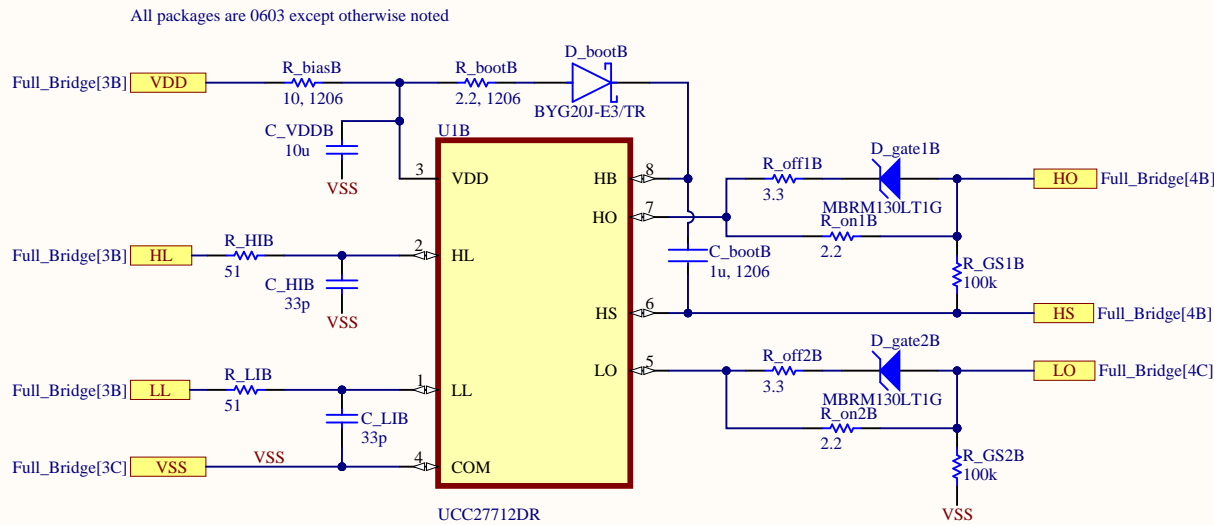 All packages are 0603 except otherwise noted
D_bootB
R_biasB
R_bootB
Full_Bridge[3B]
VDD
10, 1206
2.2, 1206
BYG20J-E3/TR
C_VDDB
10u
VSS
U1B
3
VDD
HB
8
HO
7
R_off1B
3.3
D_gate1B
MBRM130LT1G
HO
Full_Bridge[4B]
R_on1B
2.2
Full_Bridge[3B]
HL
R_HIB
51
2
HL
C_HIB
33p
VSS
C_bootB
1u, 1206
R_GS1B
100k
HS
6
HS
Full_Bridge[4B]
LO
5
R_off2B
3.3
D_gate2B
MBRM130LT1G
LO
Full_Bridge[4C]
R_on2B
2.2
Full_Bridge[3B]
LL
R_LIB
51
1
LL
C_LIB
33p
Full_Bridge[3C]
VSS
VSS
4
COM
R_GS2B
100k
VSS
UCC27712DR